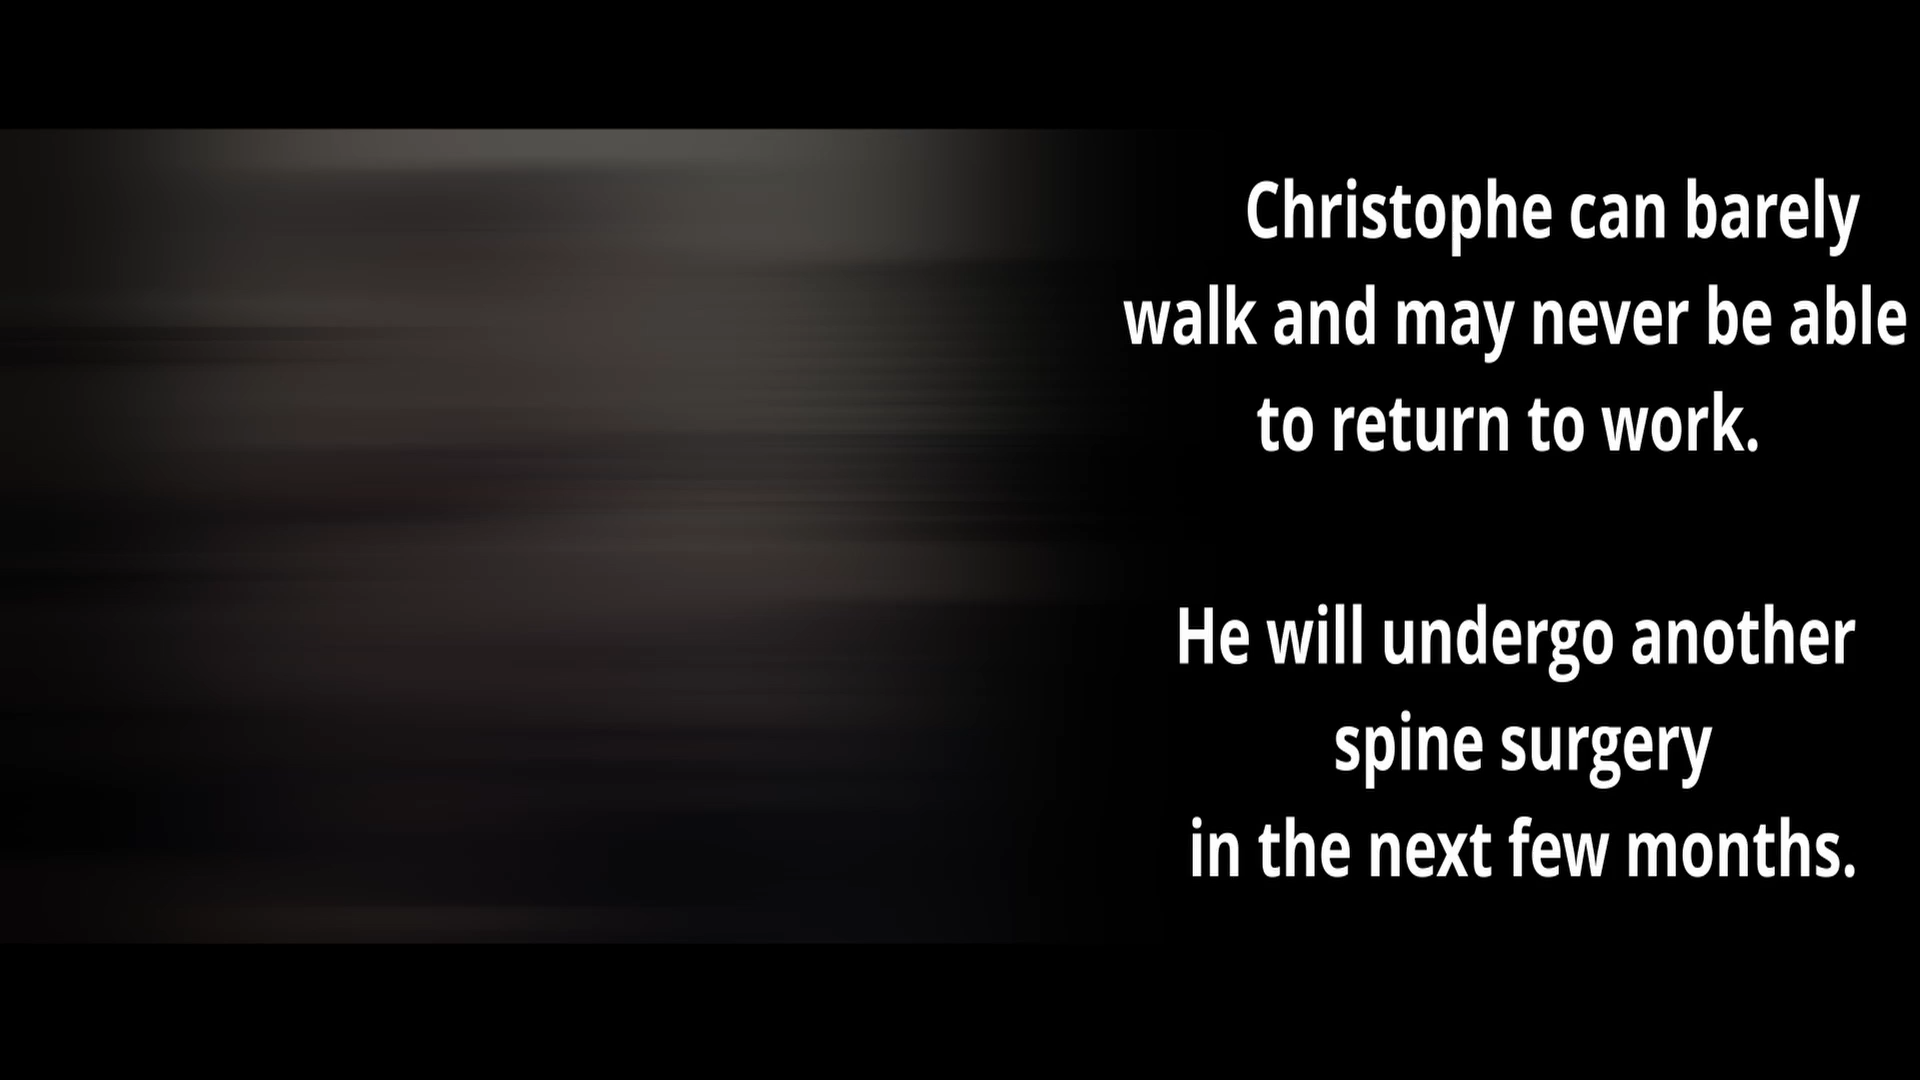 Christophe can barely
walk and may never be able
to return to work.
He will undergo another
spine surgery
in the next few months.